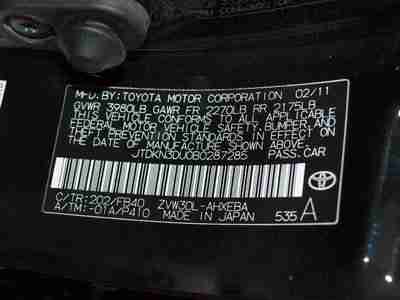 MFD.BY:TOYOTA MOTOR CORPORATION 02/11
GVWR 3980LB GAWR FR 2270LB RR 2175LB
THIS VEHICLE CONFORMS TO ALL APPLICABLE
FEDERAL MOTOR VEHICLE SAFETY, BUMPER, AND
THEFT PREVENTION STANDARDS IN EFFECT ON
THE DATE OF MANUFACTURE SHOWN ABOVE.
JTDKN3DU0B0287285 PASS.CAR
C/TR:202/FB40 ZVW30L-AHXEBA
A/TM:-01A/P410 MADE IN JAPAN 535 A
TOYOTA